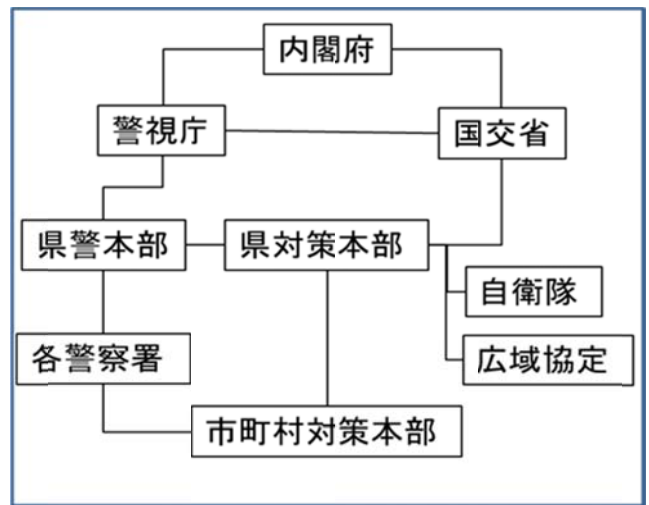 内閣府
警視庁
国交省
県警本部
県対策本部
自衛隊
各警察署
広域協定
市町村対策本部